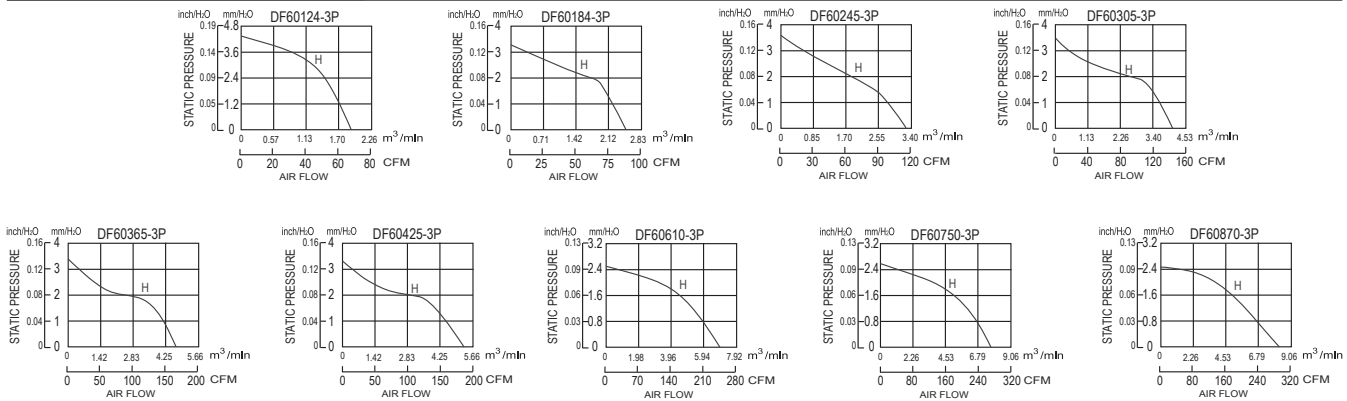 DF60124-3P
inch/H₂O mm/H₂O
STATIC PRESSURE
0.19 4.8
0.14 3.6
0.09 2.4
0.05 1.2
0 0
H
0 0.57 1.13 1.70 2.26 m³/mln
0 20 40 60 80 CFM
AIR FLOW
DF60184-3P
inch/H₂O mm/H₂O
STATIC PRESSURE
0.16 4
0.12 3
0.08 2
0.04 1
0 0
H
0 0.71 1.42 2.12 2.83 m³/mln
0 25 50 75 100 CFM
AIR FLOW
DF60245-3P
inch/H₂O mm/H₂O
STATIC PRESSURE
0.16 4
0.12 3
0.08 2
0.04 1
0 0
H
0 0.85 1.70 2.55 3.40 m³/mln
0 30 60 90 120 CFM
AIR FLOW
DF60305-3P
inch/H₂O mm/H₂O
STATIC PRESSURE
0.16 4
0.12 3
0.08 2
0.04 1
0 0
H
0 1.13 2.26 3.40 4.53 m³/mln
0 40 80 120 160 CFM
AIR FLOW
DF60365-3P
inch/H₂O mm/H₂O
STATIC PRESSURE
0.16 4
0.12 3
0.08 2
0.04 1
0 0
H
0 1.42 2.83 4.25 5.66 m³/mln
0 50 100 150 200 CFM
AIR FLOW
DF60425-3P
inch/H₂O mm/H₂O
STATIC PRESSURE
0.16 4
0.12 3
0.08 2
0.04 1
0 0
H
0 1.42 2.83 4.25 5.66 m³/mln
0 50 100 150 200 CFM
AIR FLOW
DF60610-3P
inch/H₂O mm/H₂O
STATIC PRESSURE
0.13 3.2
0.09 2.4
0.06 1.6
0.03 0.8
0 0
H
0 1.98 3.96 5.94 7.92 m³/mln
0 70 140 210 280 CFM
AIR FLOW
DF60750-3P
inch/H₂O mm/H₂O
STATIC PRESSURE
0.13 3.2
0.09 2.4
0.06 1.6
0.03 0.8
0 0
H
0 2.26 4.53 6.79 9.06 m³/mln
0 80 160 240 320 CFM
AIR FLOW
DF60870-3P
inch/H₂O mm/H₂O
STATIC PRESSURE
0.13 3.2
0.09 2.4
0.06 1.6
0.03 0.8
0 0
H
0 2.26 4.53 6.79 9.06 m³/mln
0 80 160 240 320 CFM
AIR FLOW